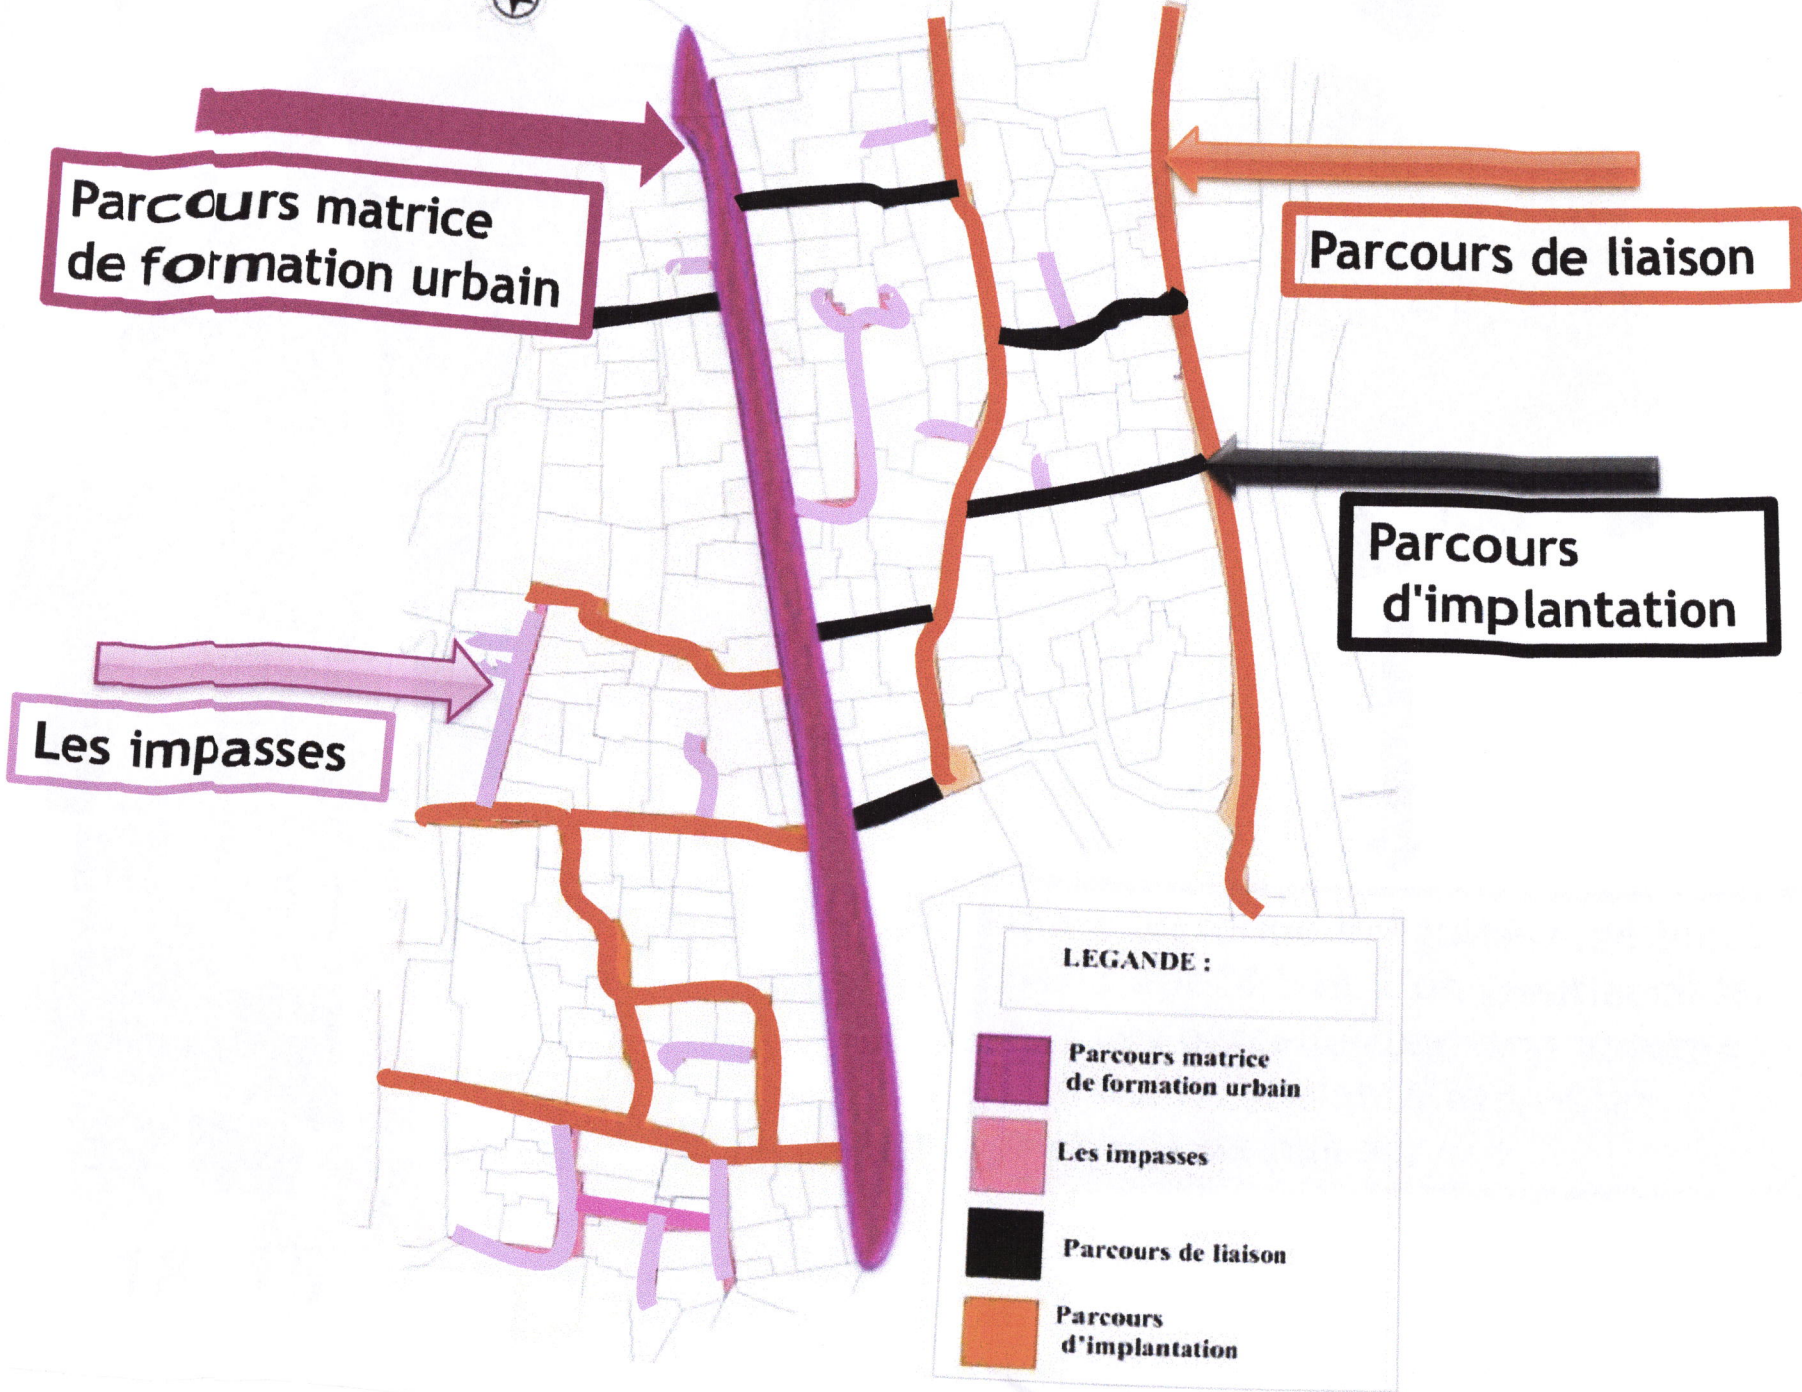 Parcours matrice
de formation urbain
Parcours de liaison
Parcours
d'implantation
Les impasses
LEGANDE :
Parcours matrice
de formation urbain
Les impasses
Parcours de liaison
Parcours
d'implantation